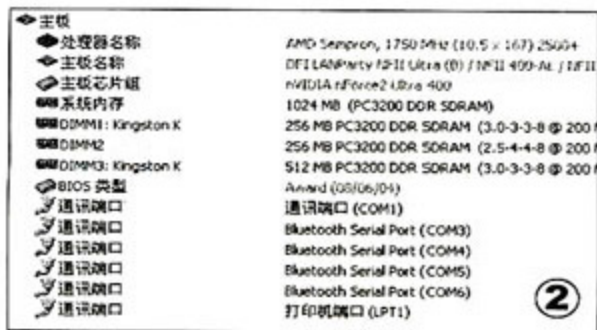 主板
处理器名称 AMD Sempron, 1750 MHz (10.5 x 167) 2500+
主板名称 DFI LANParty NFII Ultra (B) / NFII 400-AL / NFII
主板芯片组 nVIDIA nForce2 Ultra 400
系统内存 1024 MB (PC3200 DDR SDRAM)
DIMM1: Kingston K 256 MB PC3200 DDR SDRAM (3.0-3-3-8 @ 200 M
DIMM2 256 MB PC3200 DDR SDRAM (2.5-4-4-8 @ 200 M
DIMM3: Kingston K 512 MB PC3200 DDR SDRAM (3.0-3-3-8 @ 200 M
BIOS 类型 Award (08/06/04)
通讯端口 通讯端口 (COM1)
通讯端口 Bluetooth Serial Port (COM3)
通讯端口 Bluetooth Serial Port (COM4)
通讯端口 Bluetooth Serial Port (COM5)
通讯端口 Bluetooth Serial Port (COM6)
通讯端口 打印机端口 (LPT1)
②